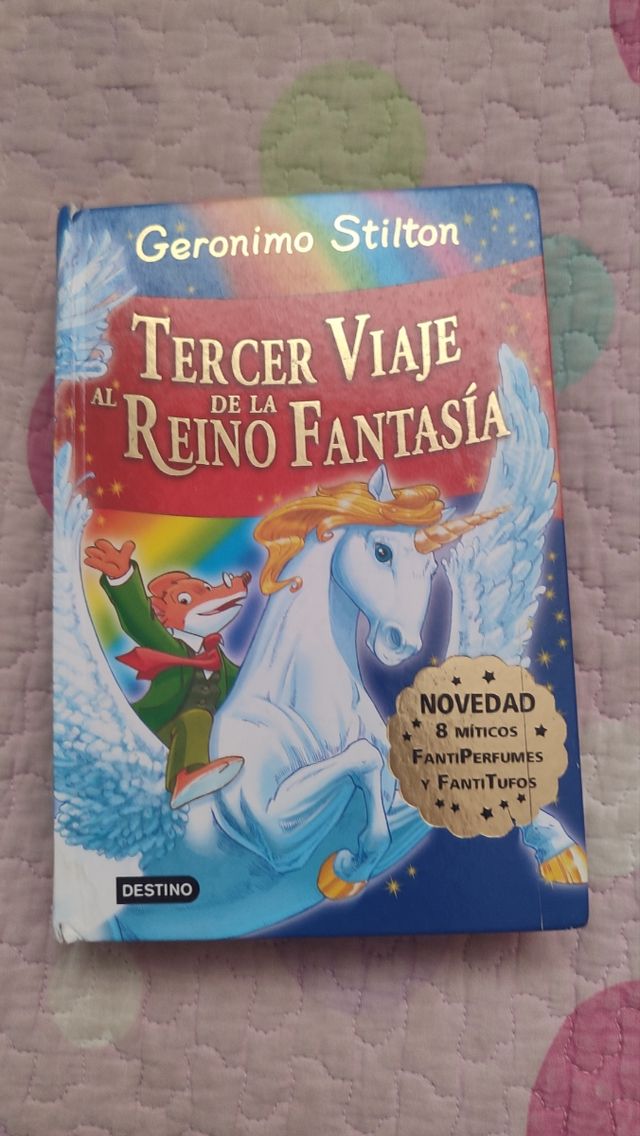 Geronimo Stilton
TERCER VIAJE
AL REINO DE LA FANTASÍA
NOVEDAD
8 MÍTICOS
FANTIPERFUMES
Y FANTITUFOS
DESTINO